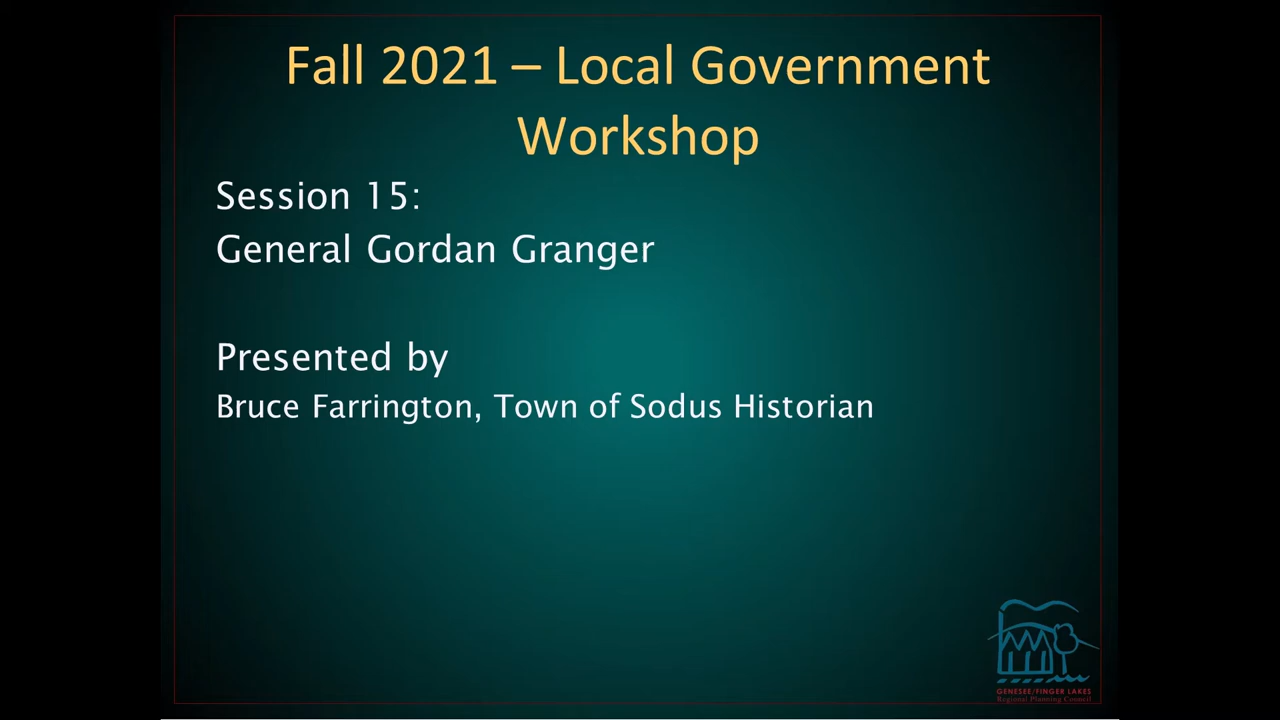 Fall 2021 – Local Government
Workshop
Session 15:
General Gordan Granger
Presented by
Bruce Farrington, Town of Sodus Historian
GENESEE/FINGER LAKES
Regional Planning Council